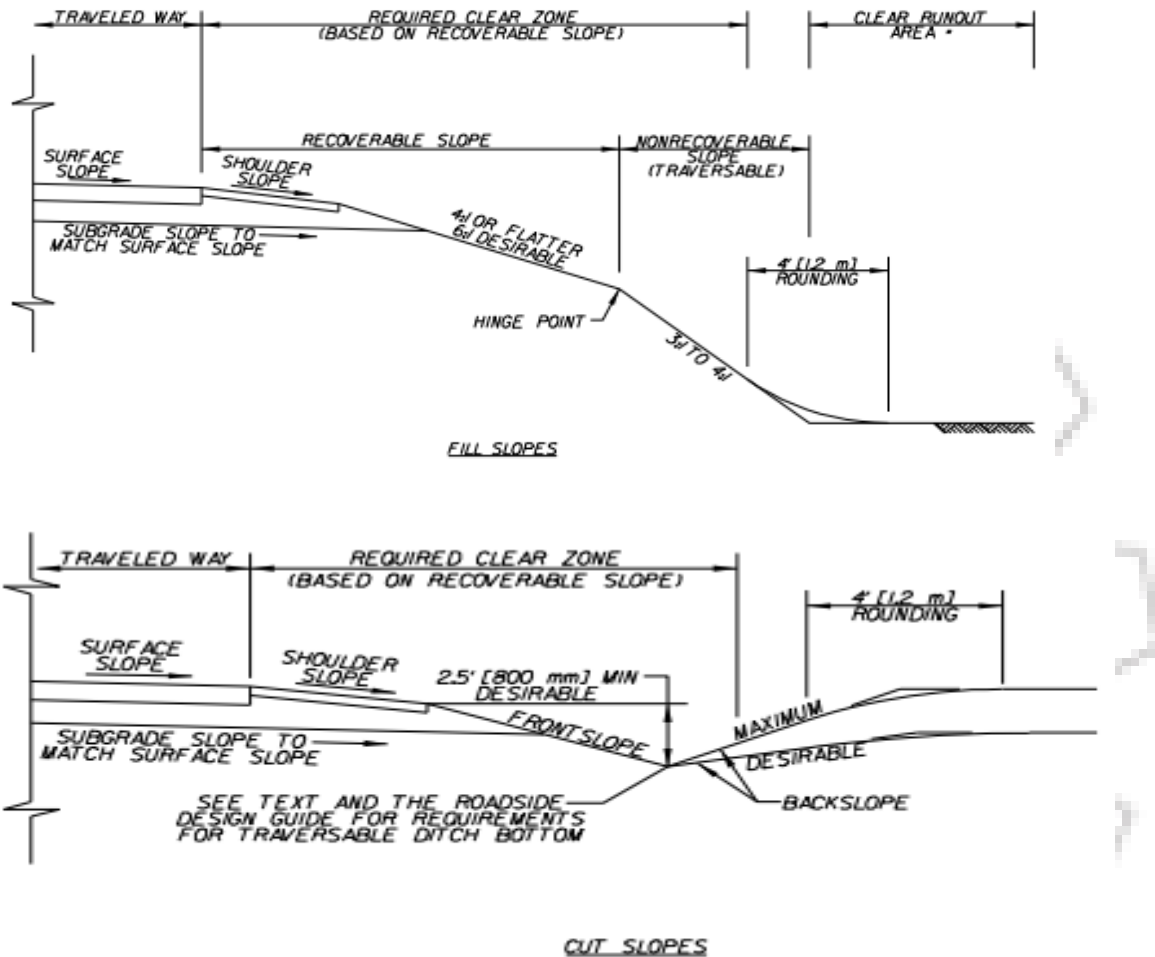 TRAVELED WAY
REQUIRED CLEAR ZONE
(BASED ON RECOVERABLE SLOPE)
CLEAR RUNOUT
AREA *
RECOVERABLE SLOPE
NONRECOVERABLE
SLOPE
(TRAVERSABLE)
SURFACE
SLOPE
SHOULDER
SLOPE
SUBGRADE SLOPE TO
MATCH SURFACE SLOPE
4:1 OR FLATTER
6:1 DESIRABLE
4' [1.2 m]
ROUNDING
HINGE POINT
3:1 TO 4:1
FILL SLOPES
TRAVELED WAY
REQUIRED CLEAR ZONE
(BASED ON RECOVERABLE SLOPE)
4' [1.2 m]
ROUNDING
SURFACE
SLOPE
SHOULDER
SLOPE
2.5' [800 mm] MIN
DESIRABLE
FRONT SLOPE
MAXIMUM
DESIRABLE
SUBGRADE SLOPE TO
MATCH SURFACE SLOPE
BACKSLOPE
SEE TEXT AND THE ROADSIDE
DESIGN GUIDE FOR REQUIREMENTS
FOR TRAVERSABLE DITCH BOTTOM
CUT SLOPES